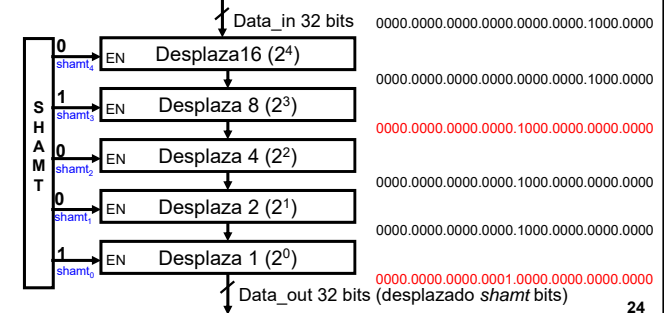 Data_in 32 bits 0000.0000.0000.0000.0000.0000.1000.0000
0 shamt₄ EN Desplaza16 (2⁴)
0000.0000.0000.0000.0000.0000.1000.0000
1 shamt₃ EN Desplaza 8 (2³)
0000.0000.0000.0000.1000.0000.0000.0000
SHAMT
0 shamt₂ EN Desplaza 4 (2²)
0000.0000.0000.0000.1000.0000.0000.0000
0 shamt₁ EN Desplaza 2 (2¹)
0000.0000.0000.0000.1000.0000.0000.0000
1 shamt₀ EN Desplaza 1 (2⁰)
0000.0000.0000.0001.0000.0000.0000.0000
Data_out 32 bits (desplazado shamt bits)
24